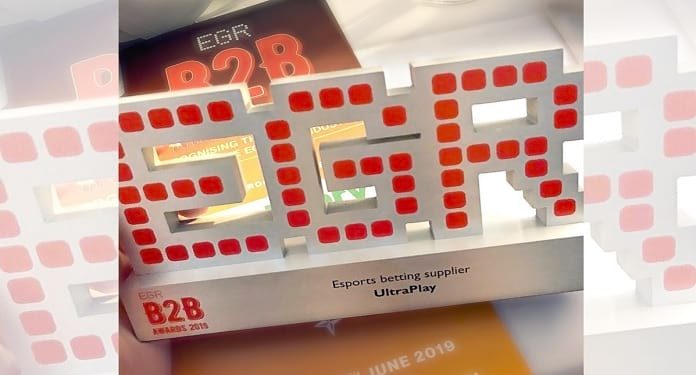 EGR
B2B
EGR
Esports betting supplier
UltraPlay
EGR
B2B
AWARDS 2019
JUNE 2019